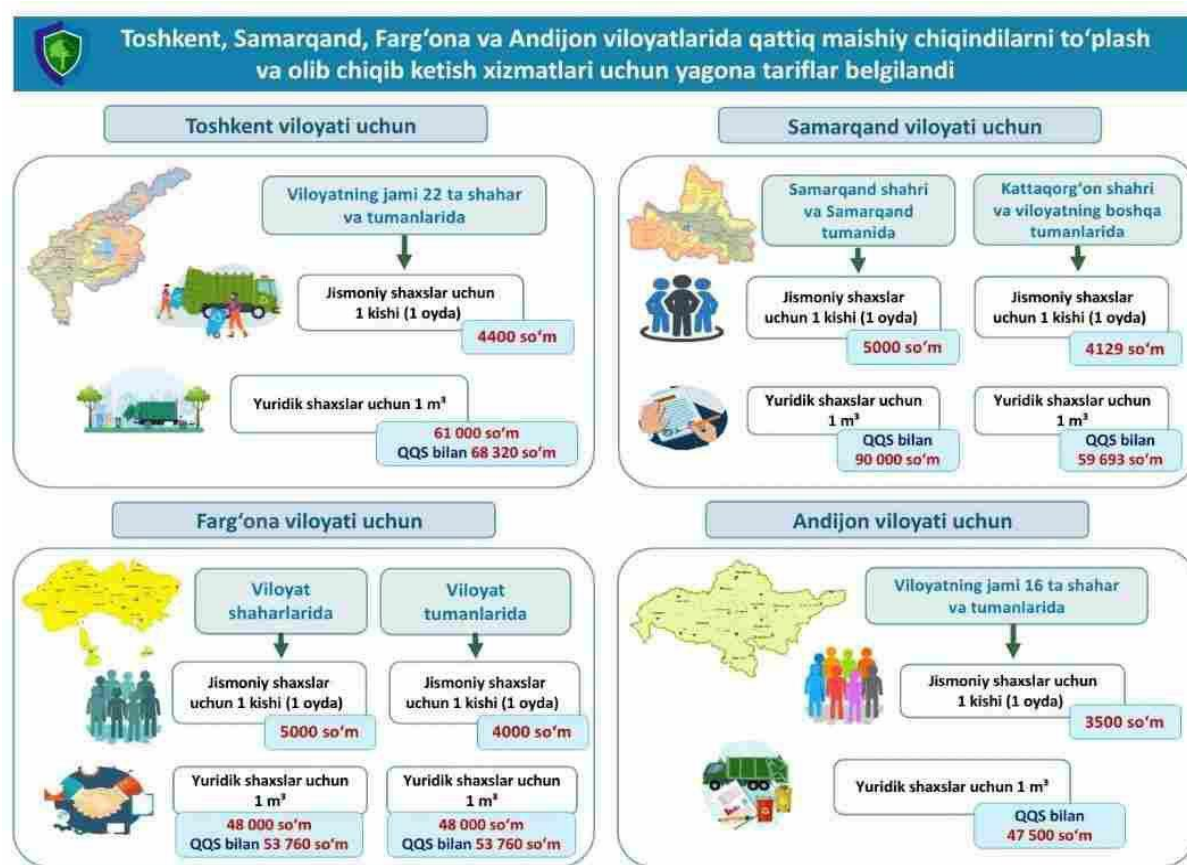 Toshkent, Samarqand, Farg‘ona va Andijon viloyatlarida qattiq maishiy chiqindilarni to‘plash
va olib chiqib ketish xizmatlari uchun yagona tariflar belgilandi
Toshkent viloyati uchun
Viloyatning jami 22 ta shahar
va tumanlarida
Jismoniy shaxslar uchun
1 kishi (1 oyda)
4400 so‘m
Yuridik shaxslar uchun 1 m³
61 000 so‘m
QQS bilan 68 320 so‘m
Samarqand viloyati uchun
Samarqand shahri
va Samarqand
tumanida
Jismoniy shaxslar
uchun 1 kishi (1 oyda)
5000 so‘m
Yuridik shaxslar uchun
1 m³
QQS bilan
90 000 so‘m
Kattaqorg‘on shahri
va viloyatning boshqa
tumanlarida
Jismoniy shaxslar
uchun 1 kishi (1 oyda)
4129 so‘m
Yuridik shaxslar uchun
1 m³
QQS bilan
59 693 so‘m
Farg‘ona viloyati uchun
Viloyat
shaharlarida
Jismoniy shaxslar
uchun 1 kishi (1 oyda)
5000 so‘m
Yuridik shaxslar uchun
1 m³
48 000 so‘m
QQS bilan 53 760 so‘m
Viloyat
tumanlarida
Jismoniy shaxslar
uchun 1 kishi (1 oyda)
4000 so‘m
Yuridik shaxslar uchun
1 m³
48 000 so‘m
QQS bilan 53 760 so‘m
Andijon viloyati uchun
Viloyatning jami 16 ta shahar
va tumanlarida
Jismoniy shaxslar uchun
1 kishi (1 oyda)
3500 so‘m
Yuridik shaxslar uchun 1 m³
QQS bilan
47 500 so‘m